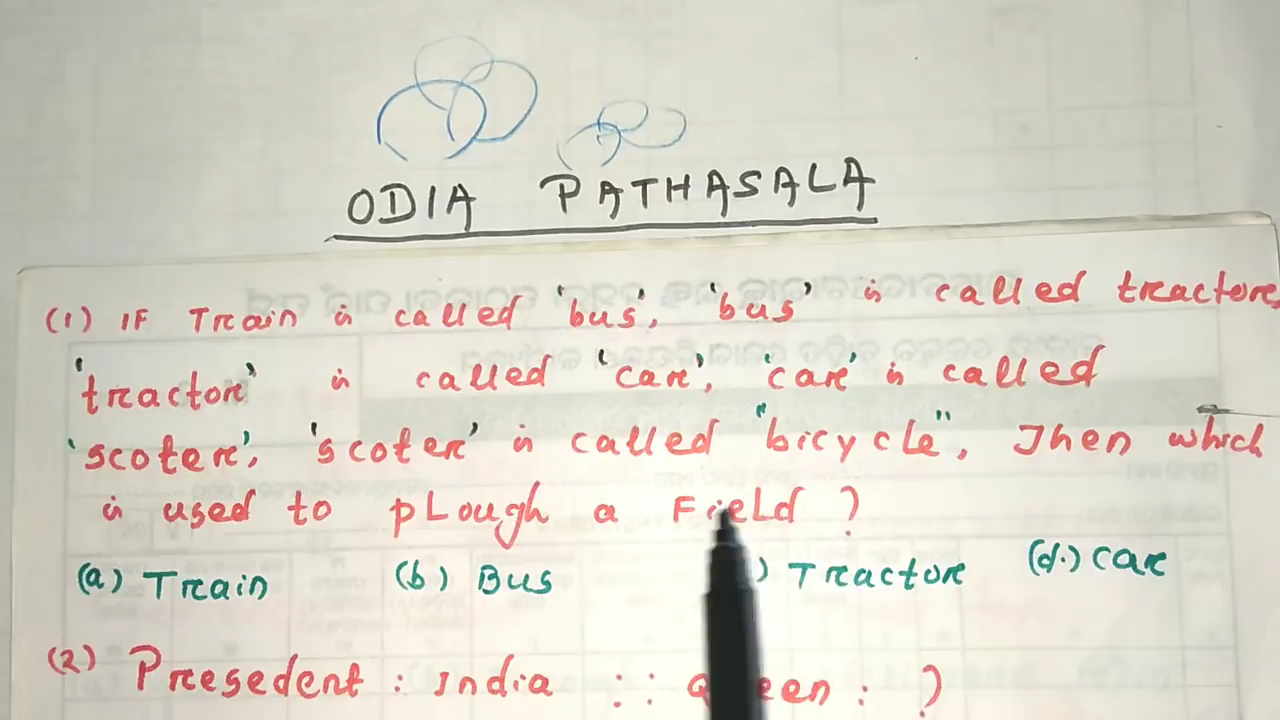 ODIA PATHASALA
(1) IF Train is called 'bus', 'bus' is called tractor,
'tractor' is called 'car', 'car' is called
'scoter', 'scoter' is called "bicycle", Then which
is used to plough a Field ?
(a) Train (b) Bus ) Tractor (d.) Car
(2) Presedent : India :: Queen : ?